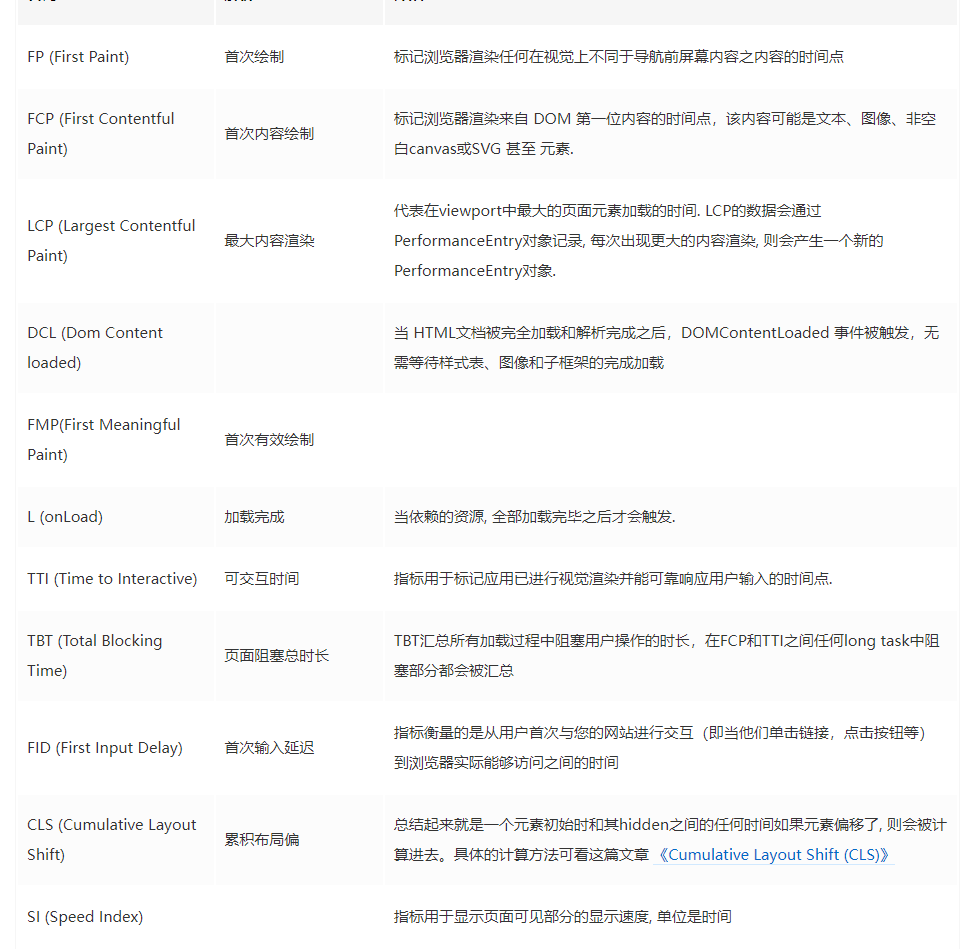 FP (First Paint)
首次绘制
标记浏览器渲染任何在视觉上不同于导航前屏幕内容之内容的时间点
FCP (First Contentful
Paint)
首次内容绘制
标记浏览器渲染来自 DOM 第一位内容的时间点，该内容可能是文本、图像、非空
白canvas或SVG 甚至 元素.
LCP (Largest Contentful
Paint)
最大内容渲染
代表在viewport中最大的页面元素加载的时间. LCP的数据会通过
PerformanceEntry对象记录, 每次出现更大的内容渲染, 则会产生一个新的
PerformanceEntry对象.
DCL (Dom Content
loaded)
当 HTML文档被完全加载和解析完成之后，DOMContentLoaded 事件被触发，无
需等待样式表、图像和子框架的完成加载
FMP(First Meaningful
Paint)
首次有效绘制
L (onLoad)
加载完成
当依赖的资源, 全部加载完毕之后才会触发.
TTI (Time to Interactive)
可交互时间
指标用于标记应用已进行视觉渲染并能可靠响应用户输入的时间点.
TBT (Total Blocking
Time)
页面阻塞总时长
TBT汇总所有加载过程中阻塞用户操作的时长，在FCP和TTI之间任何long task中阻
塞部分都会被汇总
FID (First Input Delay)
首次输入延迟
指标衡量的是从用户首次与您的网站进行交互（即当他们单击链接，点击按钮等）
到浏览器实际能够访问之间的时间
CLS (Cumulative Layout
Shift)
累积布局偏
总结起来就是一个元素初始时和其hidden之间的任何时间如果元素偏移了, 则会被计
算进去。具体的计算方法可看这篇文章 《Cumulative Layout Shift (CLS)》
SI (Speed Index)
指标用于显示页面可见部分的显示速度, 单位是时间